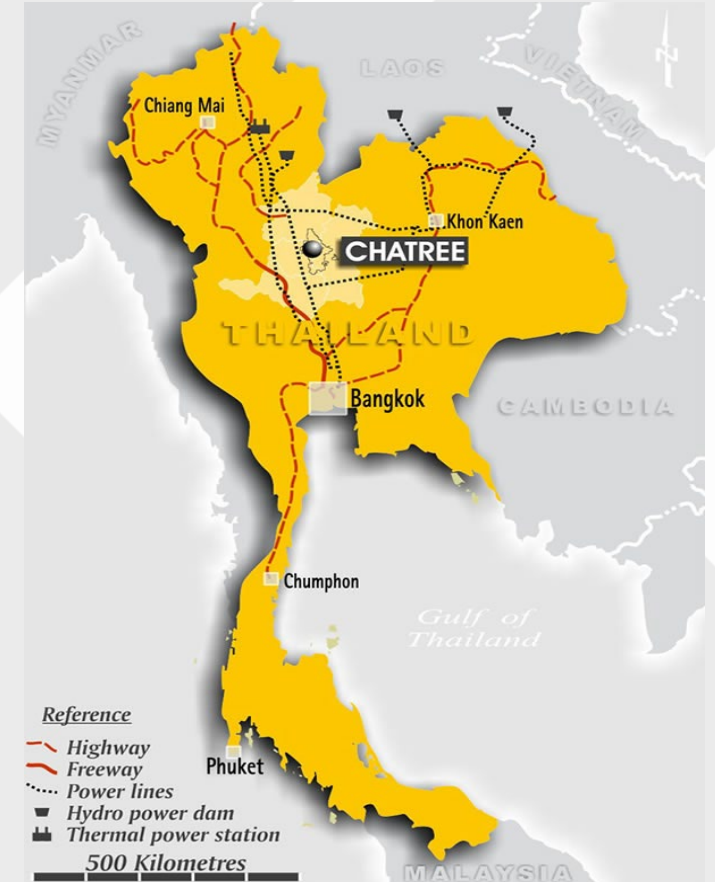 MYANMAR
LAOS
VIETNAM
N
Chiang Mai
Khon Kaen
CHATREE
THAILAND
Bangkok
CAMBODIA
Chumphon
Gulf of
Thailand
Reference
Highway
Freeway
Power lines
Hydro power dam
Thermal power station
500 Kilometres
Phuket
MALAYSIA